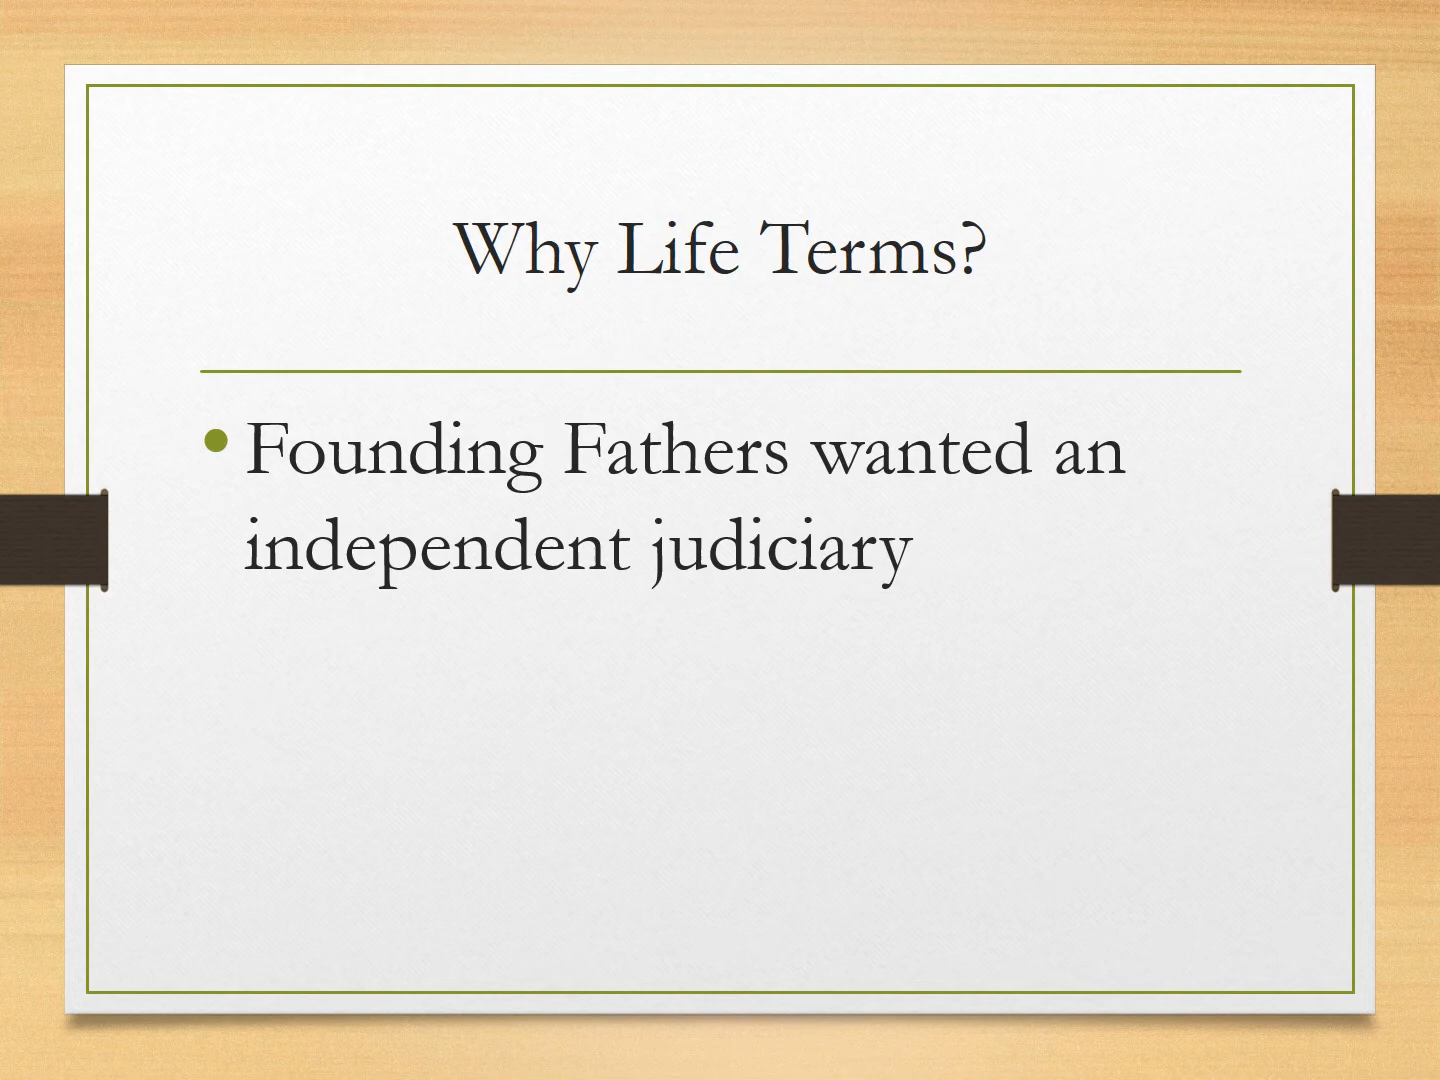 Why Life Terms?
• Founding Fathers wanted an
independent judiciary